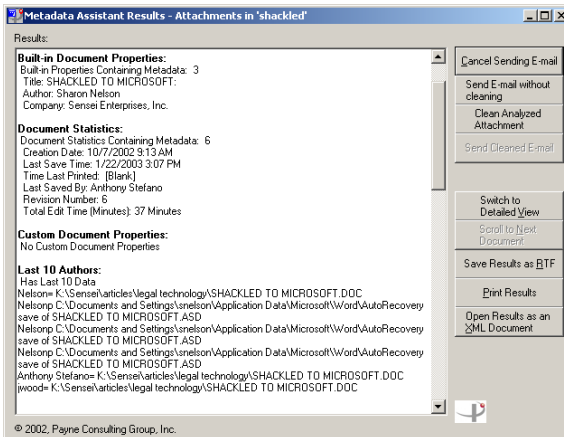 Metadata Assistant Results - Attachments in 'shackled'
Results:
Built-in Document Properties:
Built-in Properties Containing Metadata: 3
Title: SHACKLED TO MICROSOFT:
Author: Sharon Nelson
Company: Sensei Enterprises, Inc.
Document Statistics:
Document Statistics Containing Metadata: 6
Creation Date: 10/7/2002 9:13 AM
Last Save Time: 1/22/2003 3:07 PM
Time Last Printed: [Blank]
Last Saved By: Anthony Stefano
Revision Number: 6
Total Edit Time (Minutes): 37 Minutes
Custom Document Properties:
No Custom Document Properties
Last 10 Authors:
Has Last 10 Data
Nelson= K:\Sensei\articles\legal technology\SHACKLED TO MICROSOFT.DOC
Nelsonp C:\Documents and Settings\snelson\Application Data\Microsoft\Word\AutoRecovery
save of SHACKLED TO MICROSOFT.ASD
Nelsonp C:\Documents and Settings\snelson\Application Data\Microsoft\Word\AutoRecovery
save of SHACKLED TO MICROSOFT.ASD
Nelsonp C:\Documents and Settings\snelson\Application Data\Microsoft\Word\AutoRecovery
save of SHACKLED TO MICROSOFT.ASD
Anthony Stefano= K:\Sensei\articles\legal technology\SHACKLED TO MICROSOFT.DOC
jwood= K:\Sensei\articles\legal technology\SHACKLED TO MICROSOFT.DOC
Cancel Sending E-mail
Send E-mail without
cleaning
Clean Analyzed
Attachment
Send Cleaned E-mail
Switch to
Detailed View
Scroll to Next
Document
Save Results as RTF
Print Results
Open Results as an
XML Document
© 2002, Payne Consulting Group, Inc.